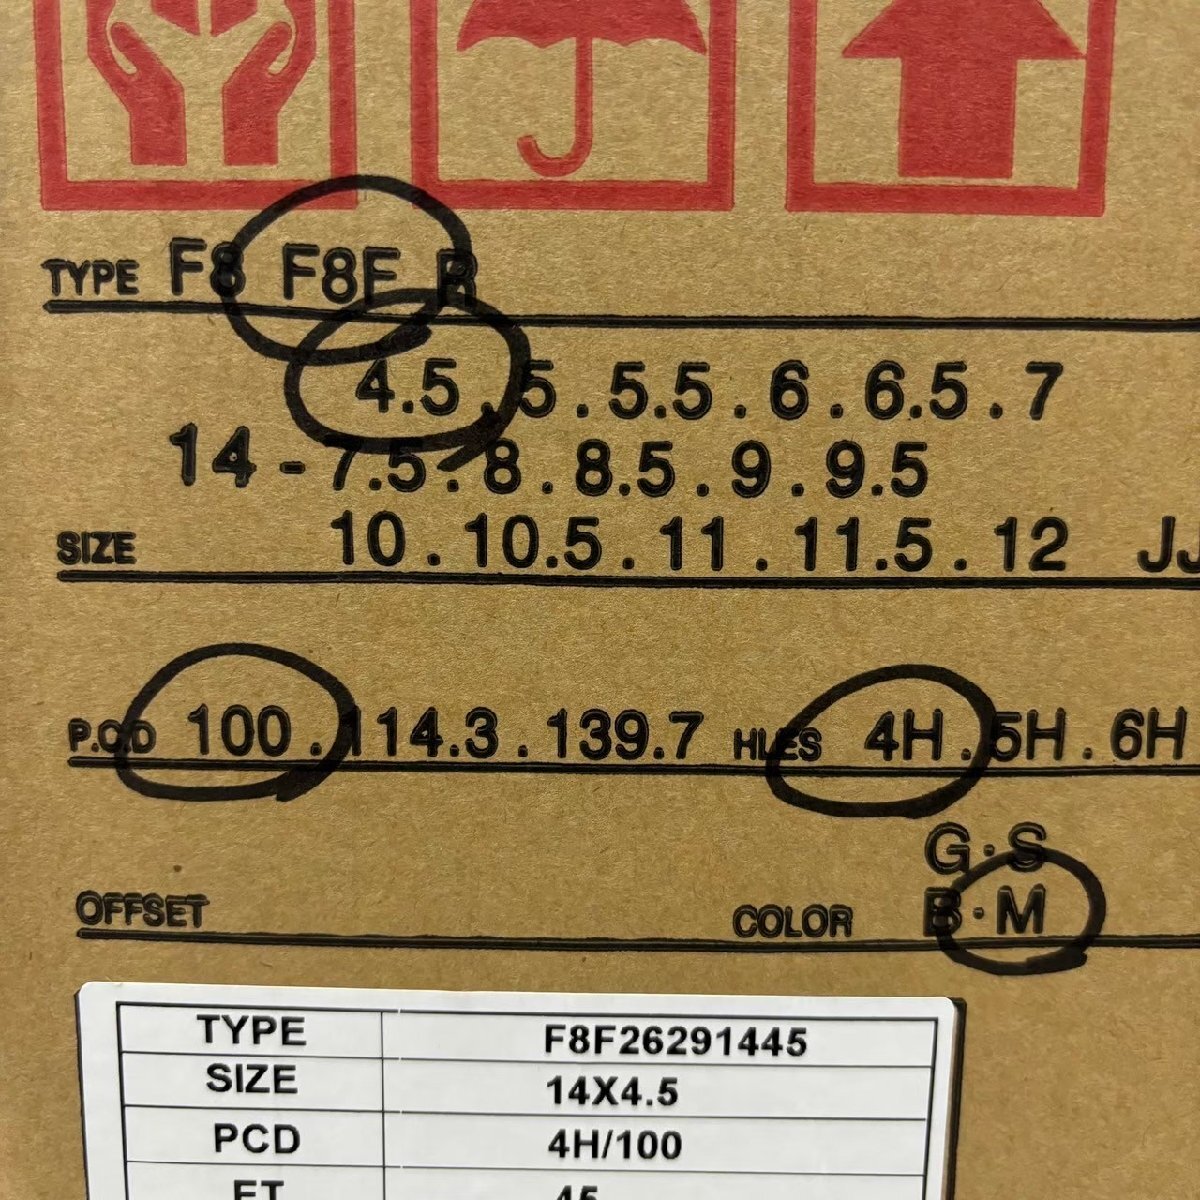 TYPE F8 F8F R
4.5 . 5 . 5.5 . 6 . 6.5 . 7
14 - 7.5 . 8 . 8.5 . 9 . 9.5
SIZE 10 . 10.5 . 11 . 11.5 . 12 JJ
P.C.D 100 . 114.3 . 139.7 HLES 4H . 5H . 6H
G · S
OFFSET COLOR B · M
TYPE F8F26291445
SIZE 14X4.5
PCD 4H/100
ET 45